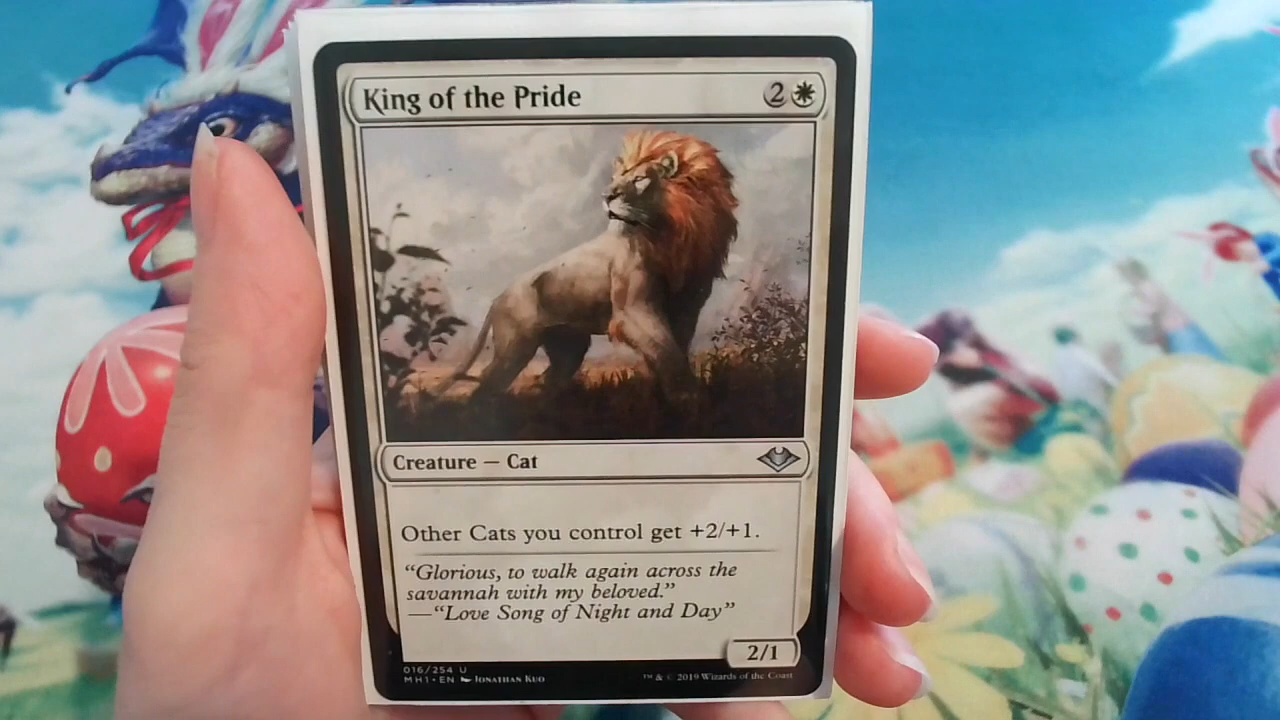 King of the Pride 2
Creature — Cat
Other Cats you control get +2/+1.
“Glorious, to walk again across the
savannah with my beloved.”
—“Love Song of Night and Day”
2/1
016/254 U
MH1 • EN Jonathan Kuo
™ & © 2019 Wizards of the Coast